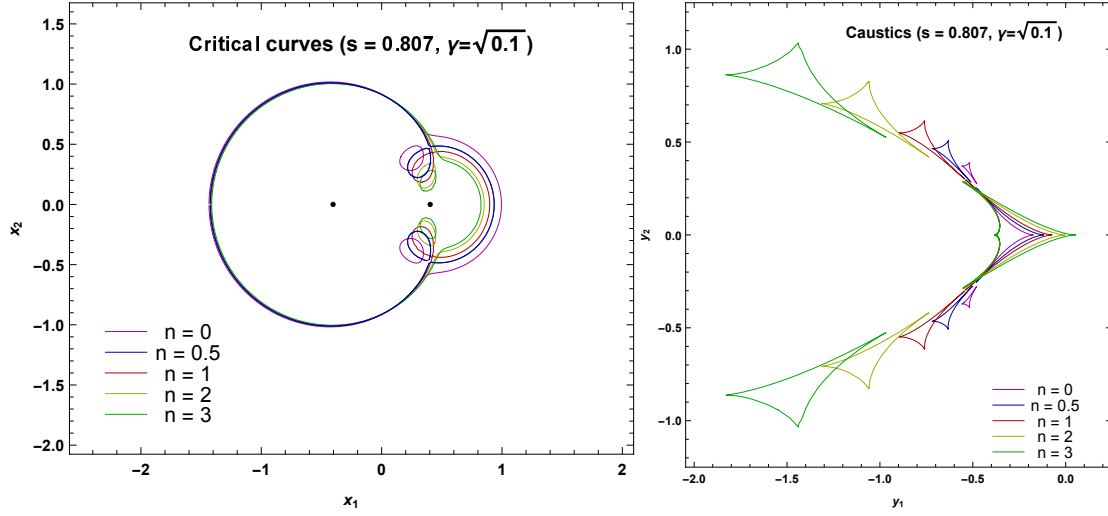 Critical curves (s = 0.807, γ=√0.1 )
1.5
1.0
0.5
0.0
−0.5
−1.0
−1.5
−2.0
x2
n = 0
n = 0.5
n = 1
n = 2
n = 3
−2
−1
0
1
2
x1
Caustics (s = 0.807, γ=√0.1 )
1.0
0.5
0.0
−0.5
−1.0
y2
n = 0
n = 0.5
n = 1
n = 2
n = 3
−2.0
−1.5
−1.0
−0.5
0.0
y1